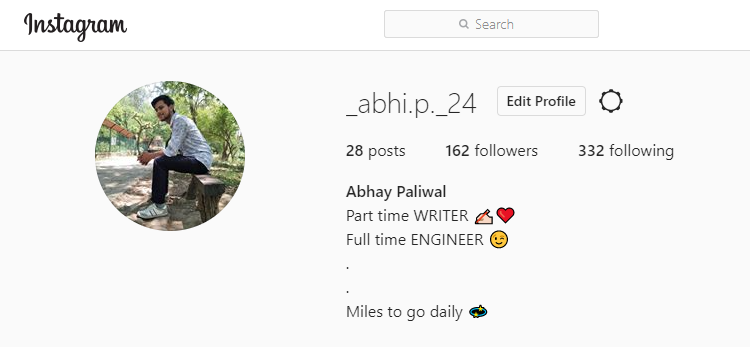 Instagram
Search
_abhi.p._24
Edit Profile
28 posts 162 followers 332 following
Abhay Paliwal
Part time WRITER ✍️❤️
Full time ENGINEER 😉
.
.
Miles to go daily 💫